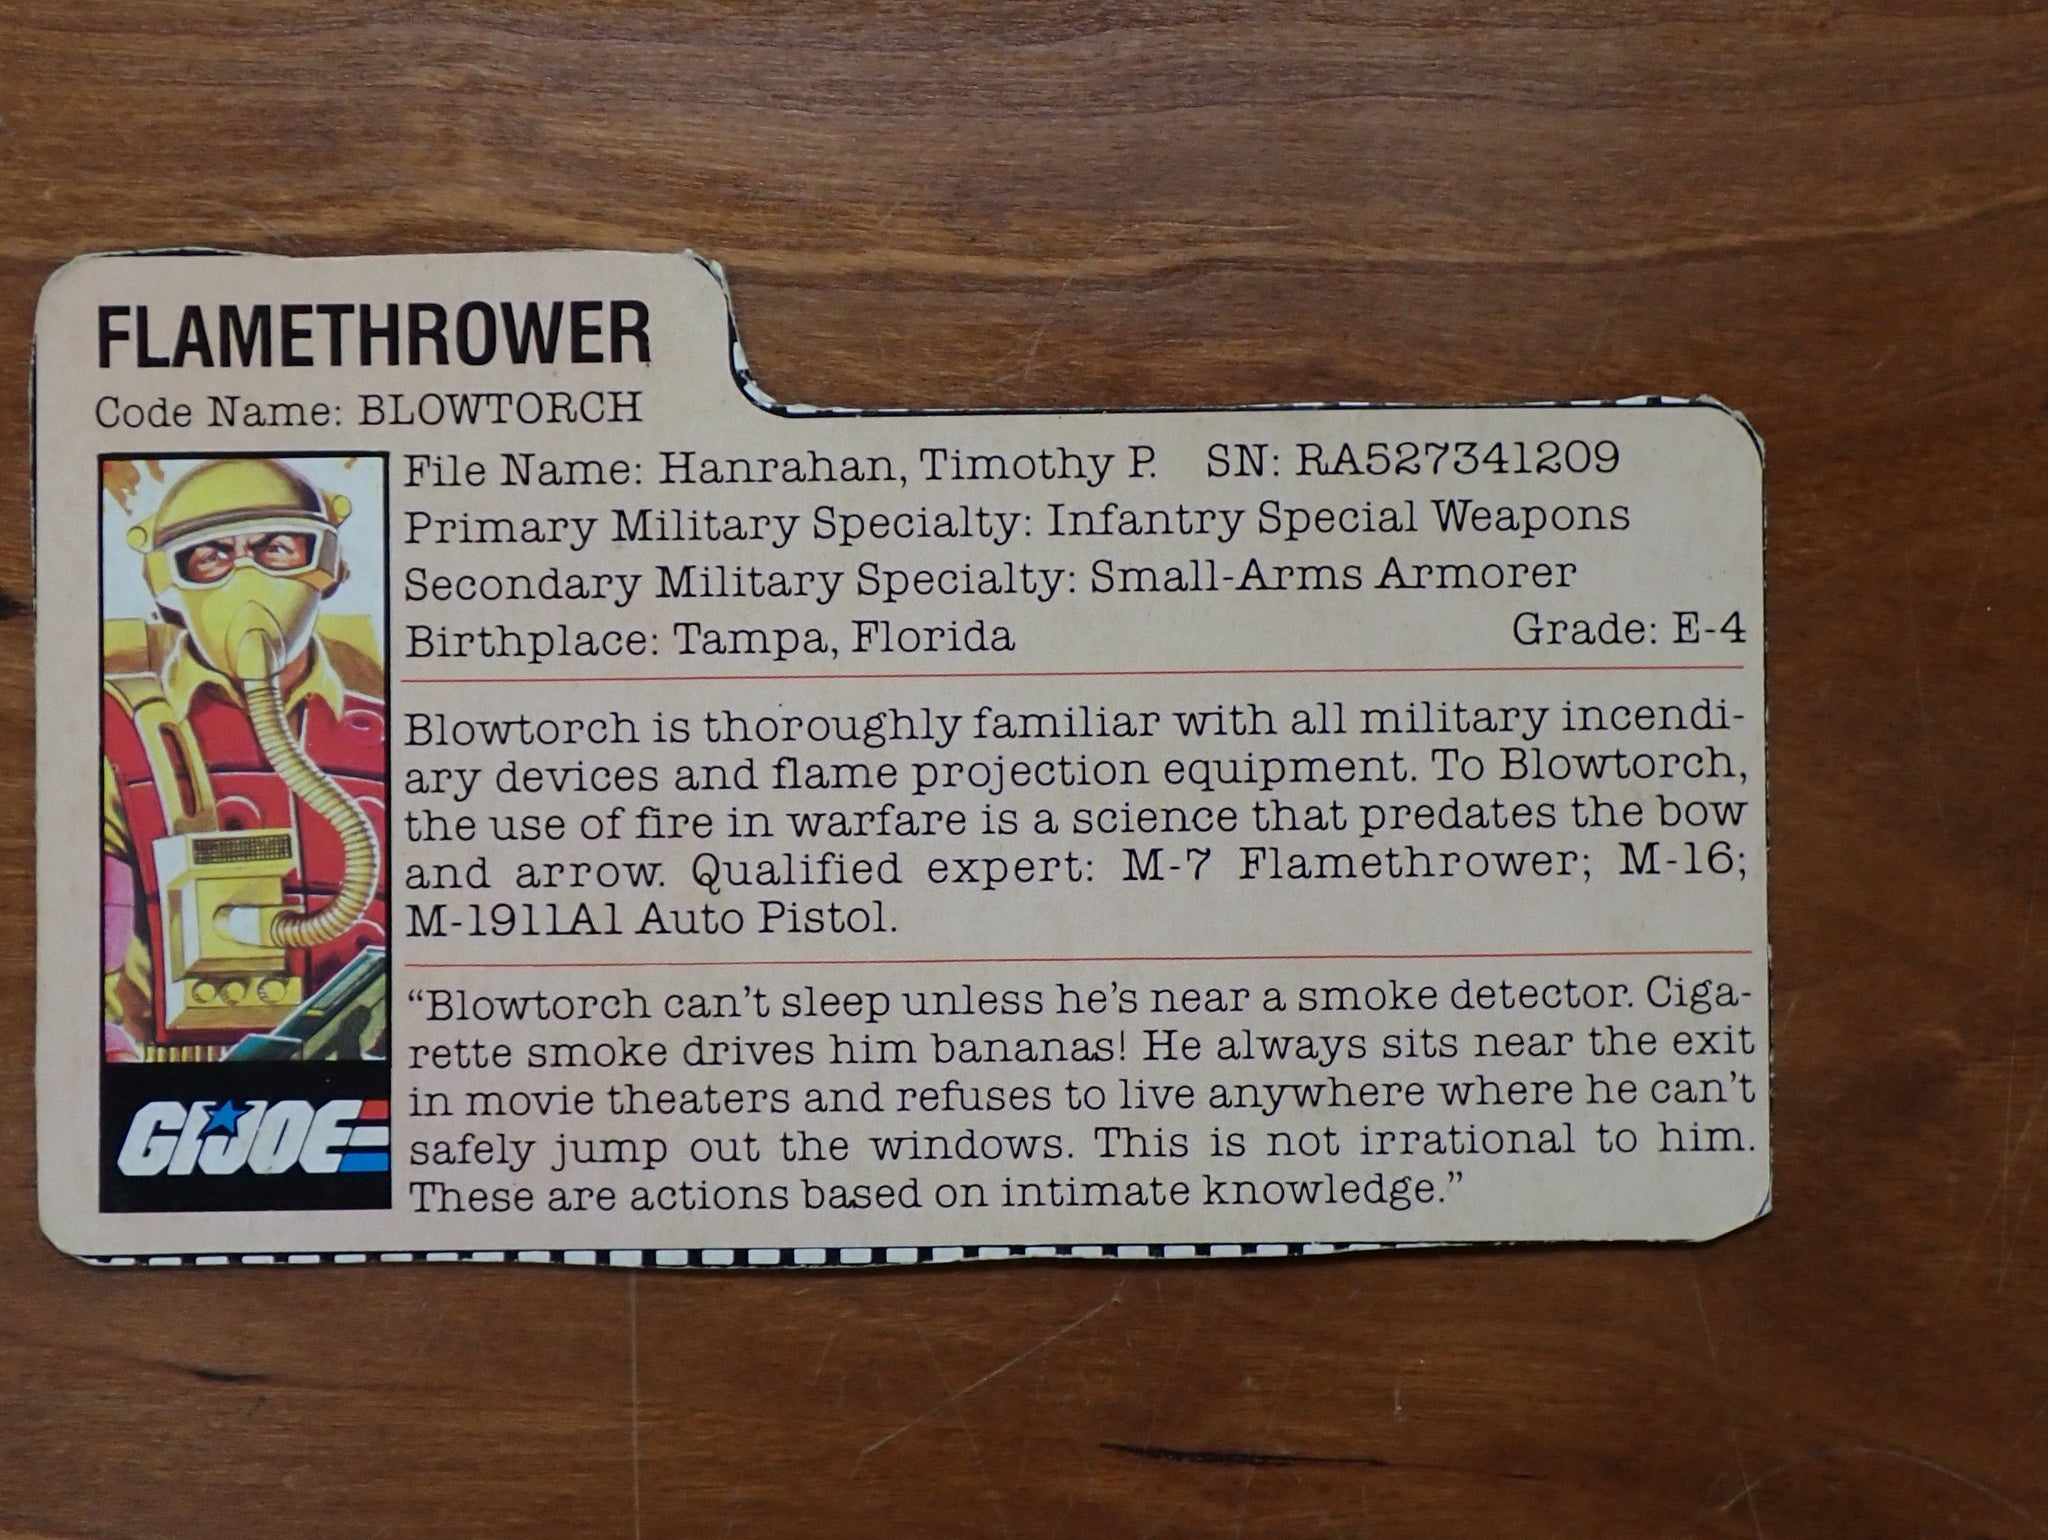 FLAMETHROWER
Code Name: BLOWTORCH
File Name: Hanrahan, Timothy P. SN: RA527341209
Primary Military Specialty: Infantry Special Weapons
Secondary Military Specialty: Small-Arms Armorer
Birthplace: Tampa, Florida Grade: E-4
Blowtorch is thoroughly familiar with all military incendi-
ary devices and flame projection equipment. To Blowtorch,
the use of fire in warfare is a science that predates the bow
and arrow. Qualified expert: M-7 Flamethrower; M-16;
M-1911A1 Auto Pistol.
“Blowtorch can’t sleep unless he’s near a smoke detector. Ciga-
rette smoke drives him bananas! He always sits near the exit
in movie theaters and refuses to live anywhere where he can’t
safely jump out the windows. This is not irrational to him.
These are actions based on intimate knowledge.”
GI JOE